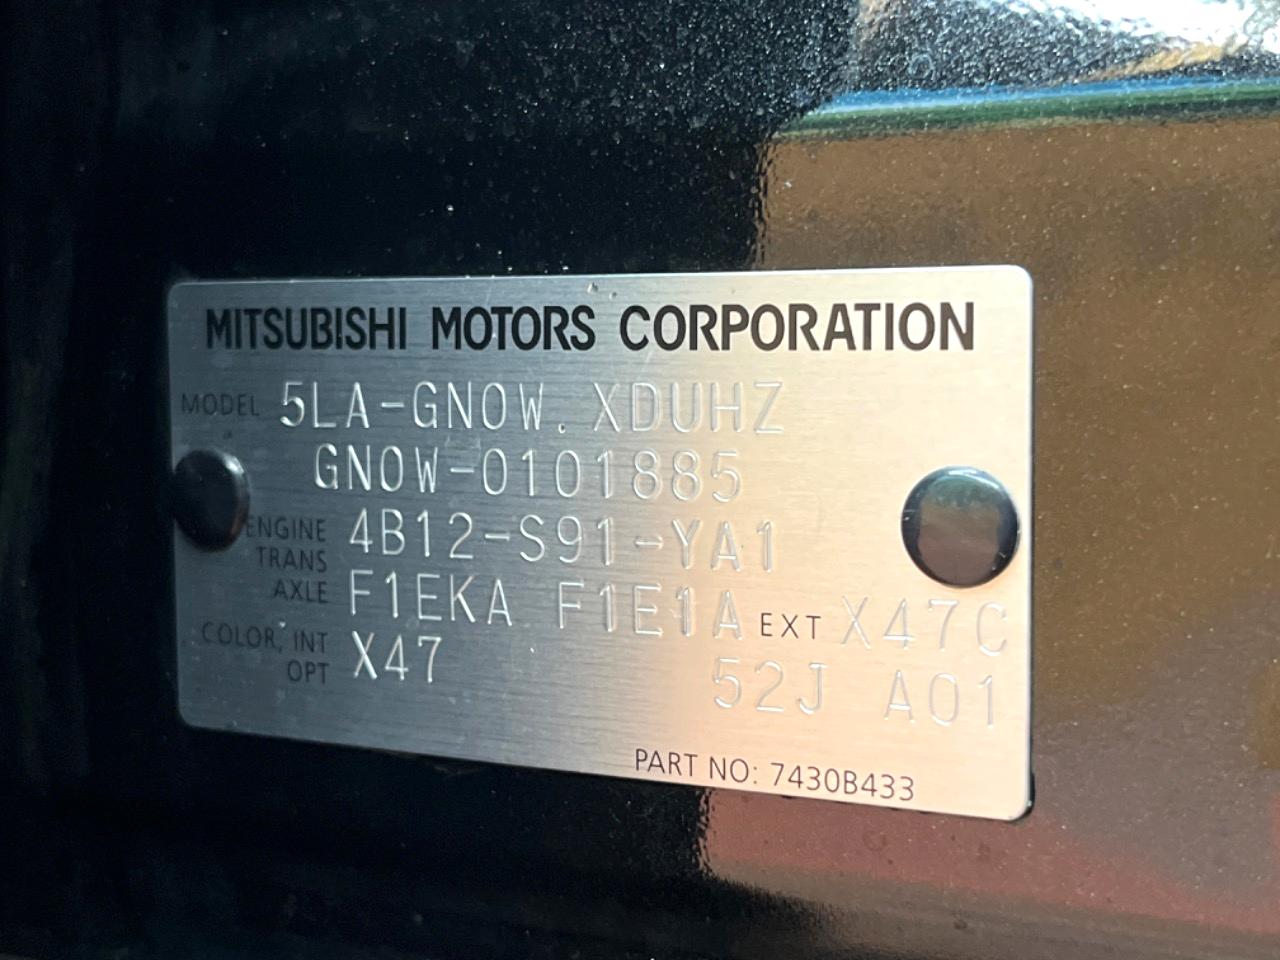 MITSUBISHI MOTORS CORPORATION
MODEL 5LA-GN0W. XDUHZ
GN0W-0101885
ENGINE 4B12-S91-YA1
TRANS
AXLE F1EKA F1E1A EXT X47C
COLOR, INT X47
OPT 52J A01
PART NO: 7430B433